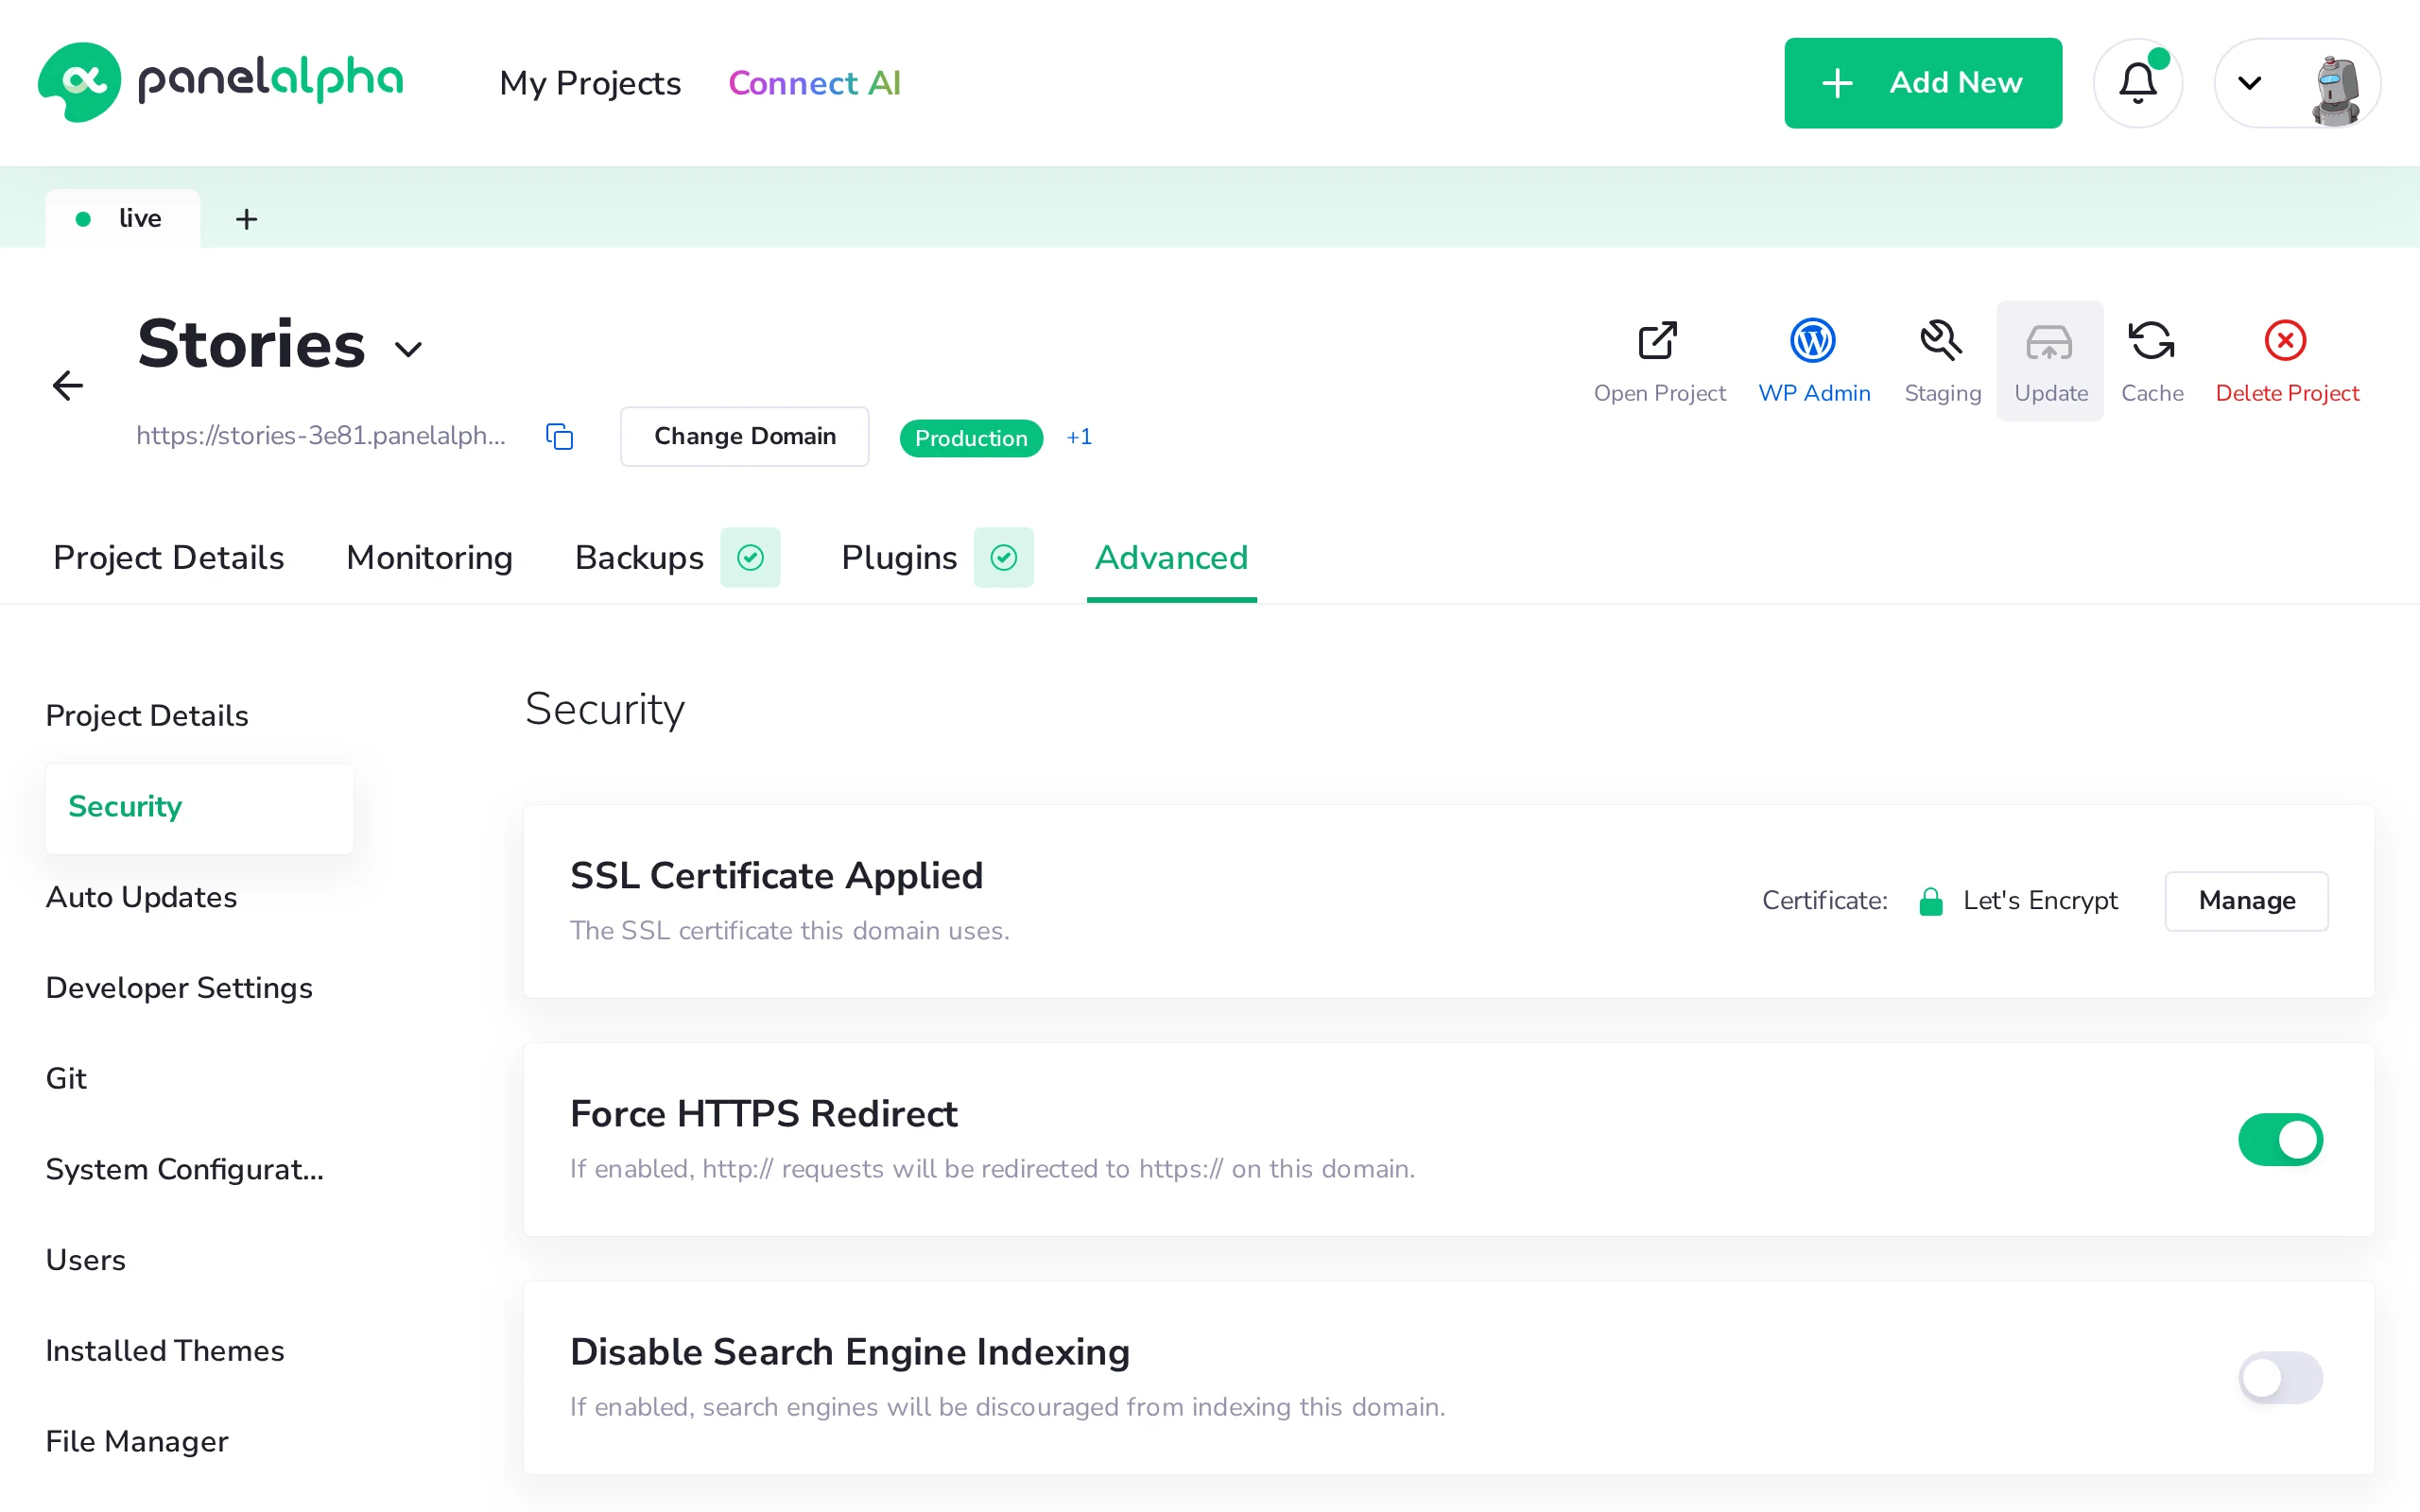 panelalpha
My Projects
Connect AI
Add New
live
Stories
Open Project
WP Admin
Staging
Update
Cache
Delete Project
https://stories-3e81.panelalph...
Change Domain
Production
+1
Project Details
Monitoring
Backups
Plugins
Advanced
Project Details
Security
Auto Updates
Developer Settings
Git
System Configurat...
Users
Installed Themes
File Manager
Security
SSL Certificate Applied
The SSL certificate this domain uses.
Certificate:
Let's Encrypt
Manage
Force HTTPS Redirect
If enabled, http:// requests will be redirected to https:// on this domain.
Disable Search Engine Indexing
If enabled, search engines will be discouraged from indexing this domain.